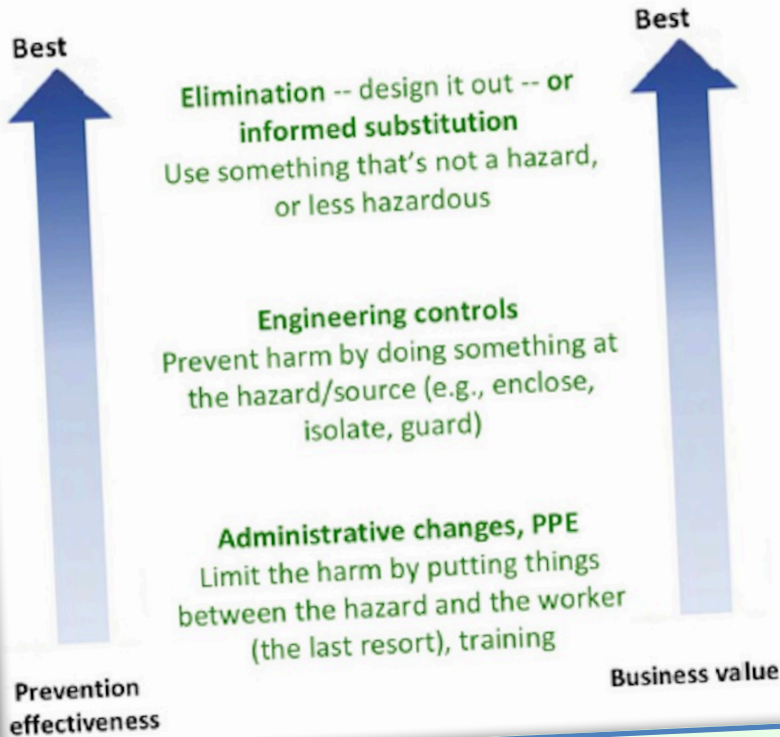 Best
Best
Elimination -- design it out -- or
informed substitution
Use something that's not a hazard,
or less hazardous
Engineering controls
Prevent harm by doing something at
the hazard/source (e.g., enclose,
isolate, guard)
Administrative changes, PPE
Limit the harm by putting things
between the hazard and the worker
(the last resort), training
Prevention
effectiveness
Business value